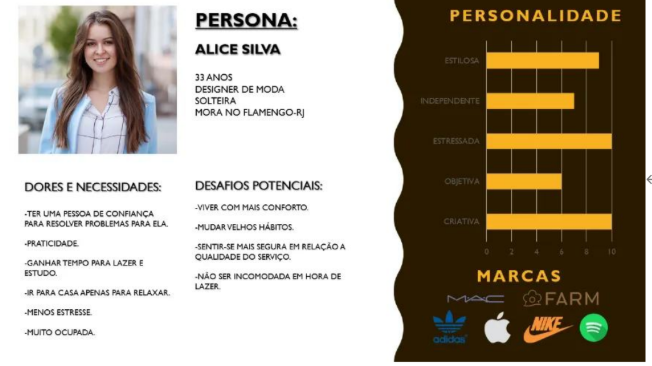 PERSONA:
ALICE SILVA
33 ANOS
DESIGNER DE MODA
SOLTEIRA
MORA NO FLAMENGO-RJ
DORES E NECESSIDADES:
-TER UMA PESSOA DE CONFIANÇA
PARA RESOLVER PROBLEMAS PARA ELA.
-PRATICIDADE.
-GANHAR TEMPO PARA LAZER E
ESTUDO.
-IR PARA CASA APENAS PARA RELAXAR.
-MENOS ESTRESSE.
-MUITO OCUPADA.
DESAFIOS POTENCIAIS:
-VIVER COM MAIS CONFORTO.
-MUDAR VELHOS HÁBITOS.
-SENTIR-SE MAIS SEGURA EM RELAÇÃO A
QUALIDADE DO SERVIÇO.
-NÃO SER INCOMODADA EM HORA DE
LAZER.
PERSONALIDADE
ESTILOSA
INDEPENDENTE
ESTRESSADA
OBJETIVA
CRIATIVA
0 2 4 6 8 10
MARCAS
MAC FARM
adidas NIKE